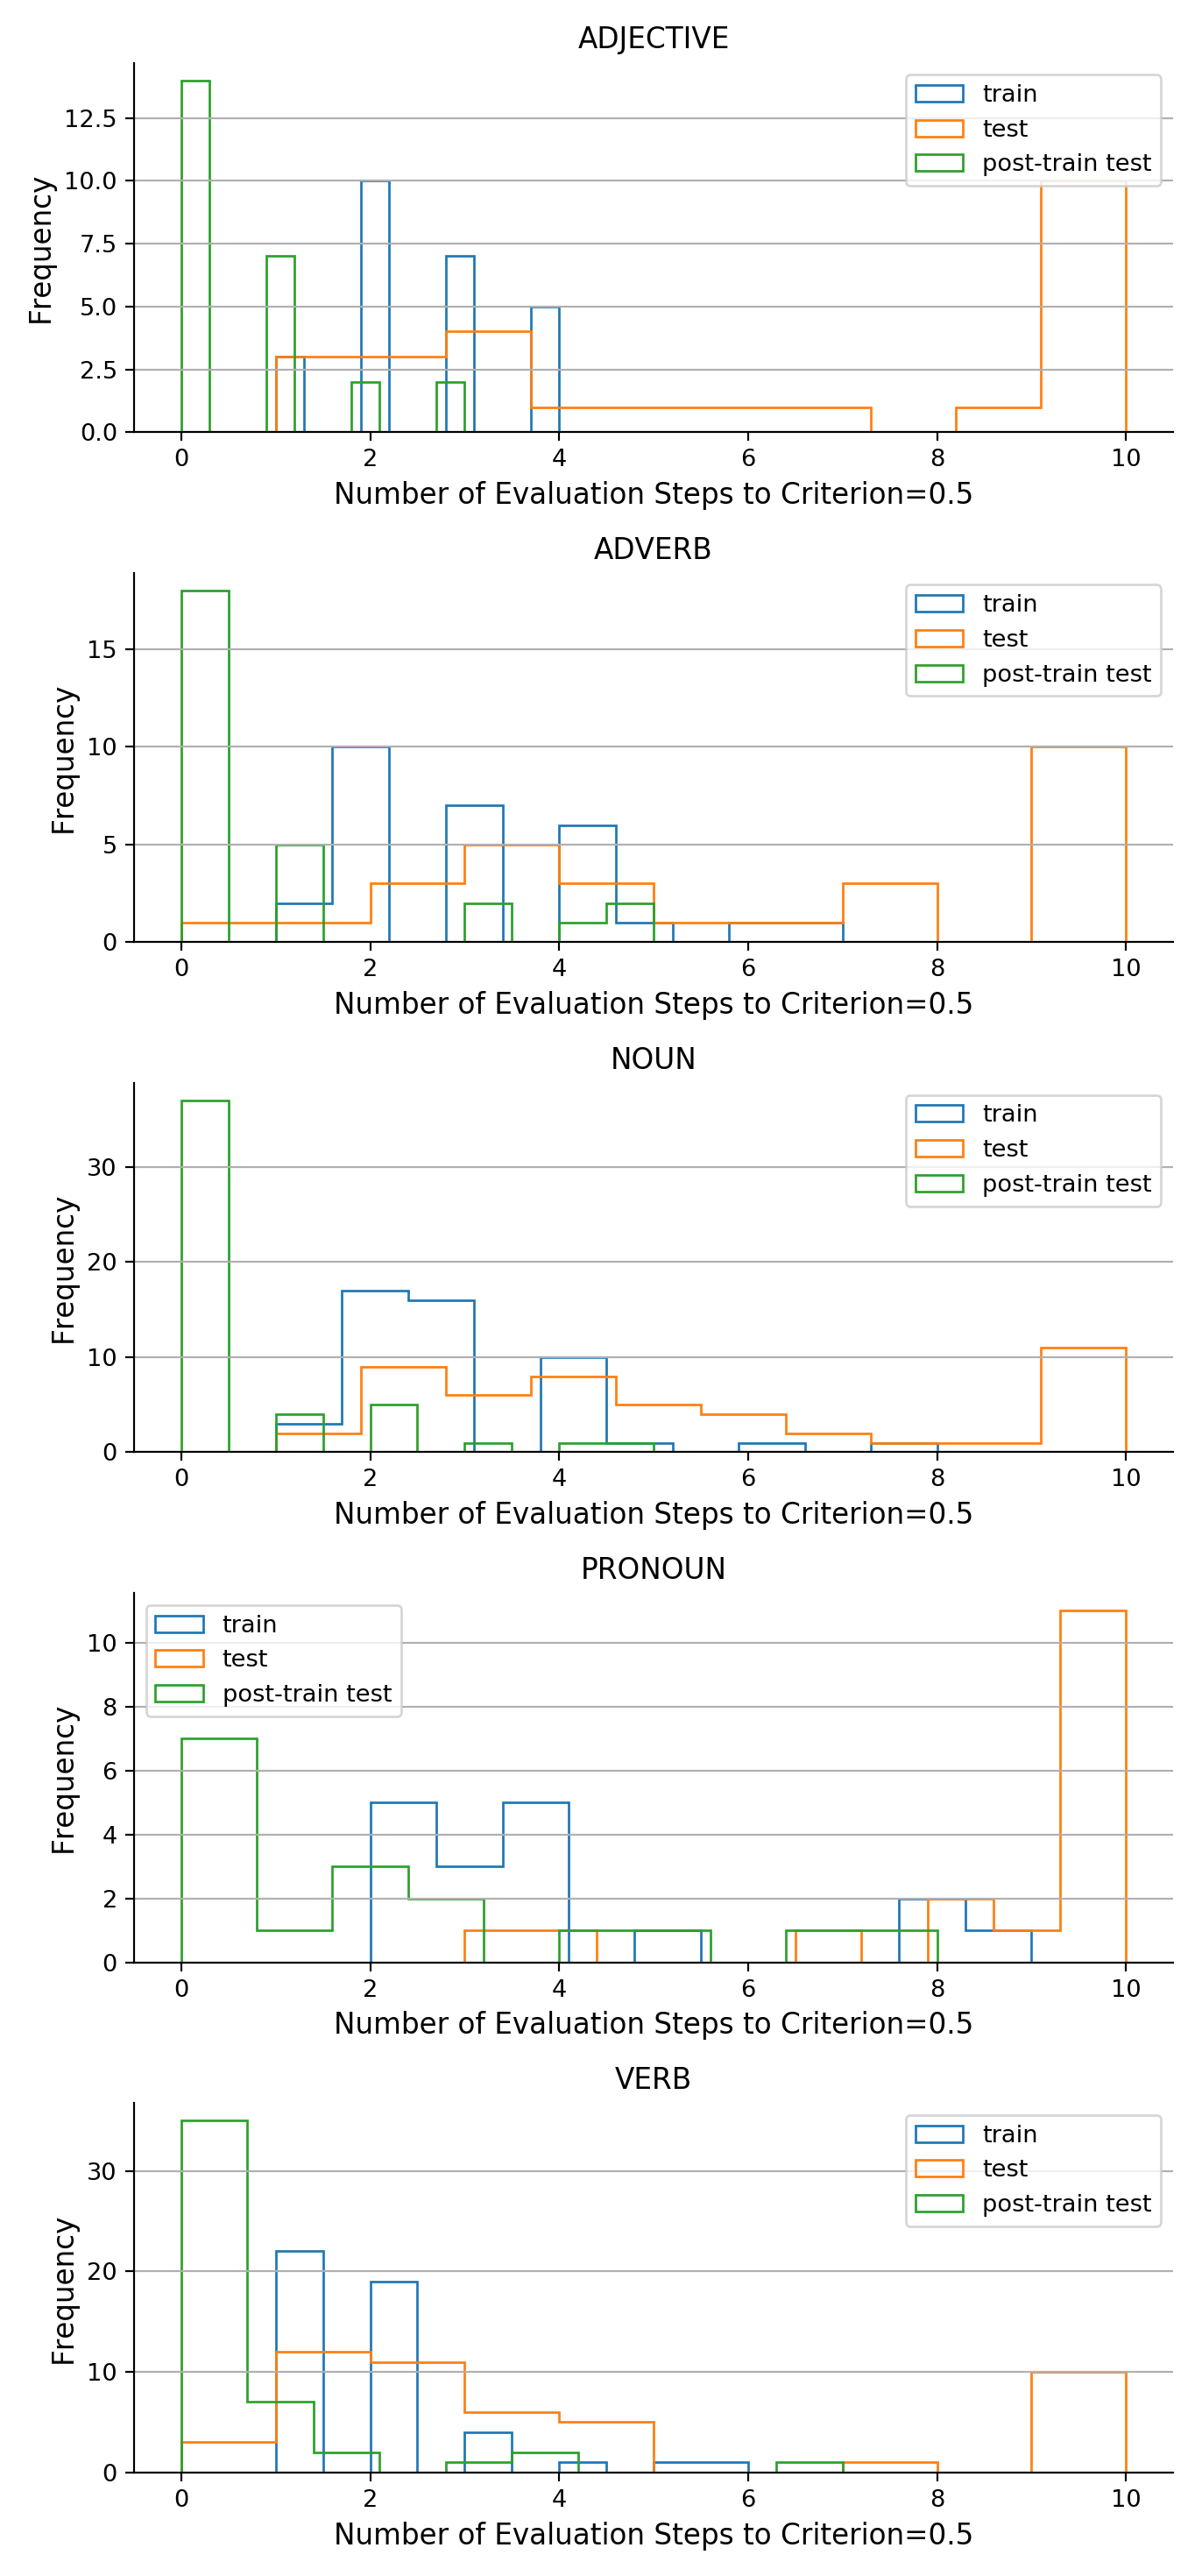 ADJECTIVE
train
test
post-train test
12.5
10.0
7.5
5.0
2.5
0.0
Frequency
0 2 4 6 8 10
Number of Evaluation Steps to Criterion=0.5
ADVERB
train
test
post-train test
15
10
5
0
Frequency
0 2 4 6 8 10
Number of Evaluation Steps to Criterion=0.5
NOUN
train
test
post-train test
30
20
10
0
Frequency
0 2 4 6 8 10
Number of Evaluation Steps to Criterion=0.5
PRONOUN
train
test
post-train test
10
8
6
4
2
0
Frequency
0 2 4 6 8 10
Number of Evaluation Steps to Criterion=0.5
VERB
train
test
post-train test
30
20
10
0
Frequency
0 2 4 6 8 10
Number of Evaluation Steps to Criterion=0.5